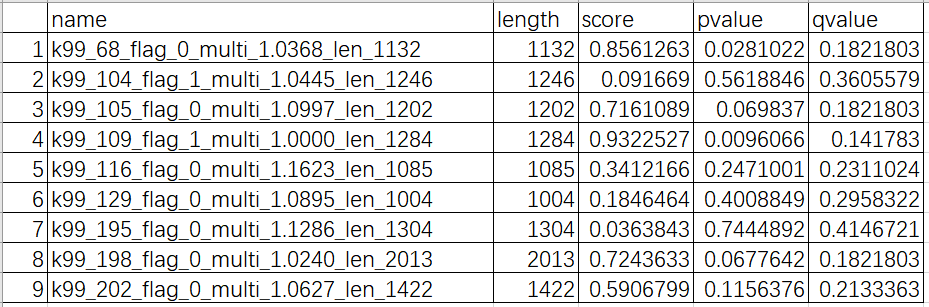 name length score pvalue qvalue
1 k99_68_flag_0_multi_1.0368_len_1132 1132 0.8561263 0.0281022 0.1821803
2 k99_104_flag_1_multi_1.0445_len_1246 1246 0.091669 0.5618846 0.3605579
3 k99_105_flag_0_multi_1.0997_len_1202 1202 0.7161089 0.069837 0.1821803
4 k99_109_flag_1_multi_1.0000_len_1284 1284 0.9322527 0.0096066 0.141783
5 k99_116_flag_0_multi_1.1623_len_1085 1085 0.3412166 0.2471001 0.2311024
6 k99_129_flag_0_multi_1.0895_len_1004 1004 0.1846464 0.4008849 0.2958322
7 k99_195_flag_0_multi_1.1286_len_1304 1304 0.0363843 0.7444892 0.4146721
8 k99_198_flag_0_multi_1.0240_len_2013 2013 0.7243633 0.0677642 0.1821803
9 k99_202_flag_0_multi_1.0627_len_1422 1422 0.5906799 0.1156376 0.2133363